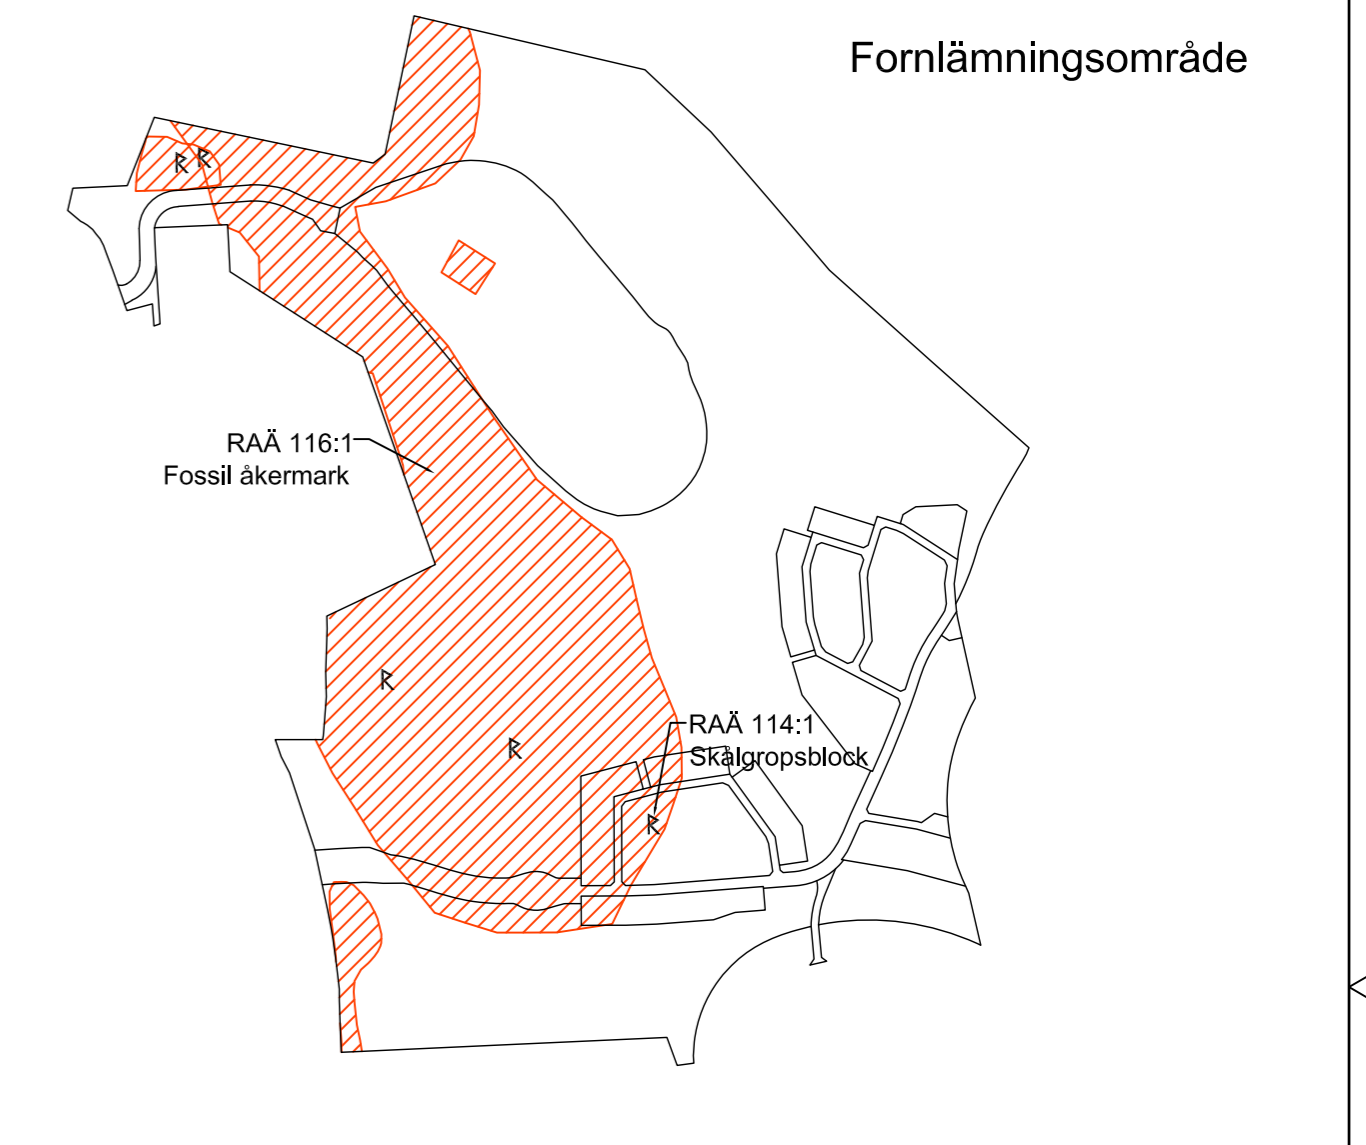 Fornlämningsområde
RAÄ 116:1
Fossil åkermark
RAÄ 114:1
Skålgropsblock